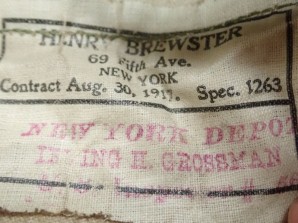 HENRY BREWSTER
69 Fifth Ave.
NEW YORK
Contract Aug. 30, 1917. Spec. 1263
NEW YORK DEPOT
IRVING H. GROSSMAN